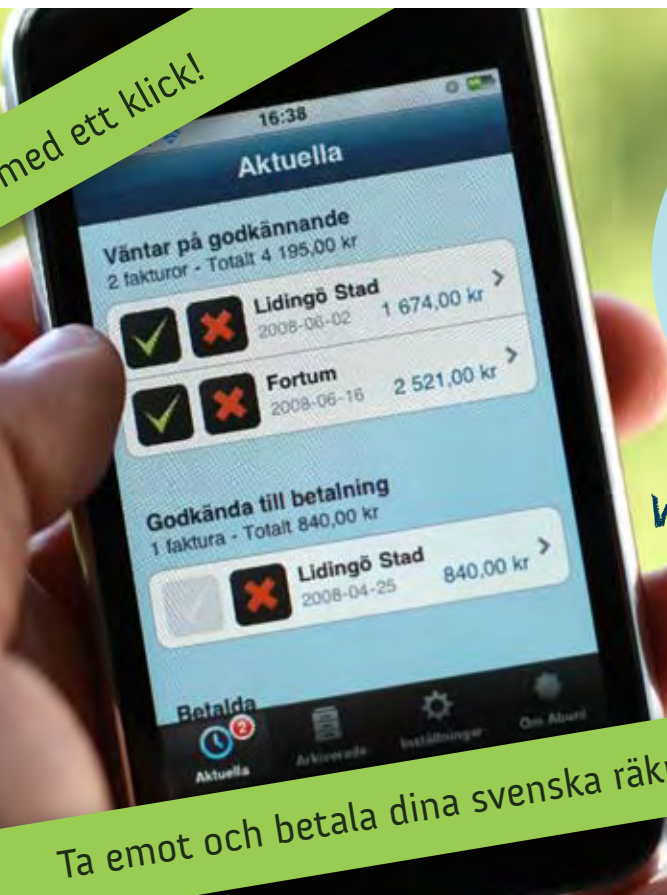 med ett klick!
16:38
Aktuella
Väntar på godkännande
2 fakturor - Totalt 4 195,00 kr
Lidingö Stad
2008-06-02 1 674,00 kr
Fortum
2008-06-16 2 521,00 kr
Godkända till betalning
1 faktura - Totalt 840,00 kr
Lidingö Stad
2008-04-25 840,00 kr
Betalda
2
Aktuella Arkiverade Inställningar Om Abuni
Ta emot och betala dina svenska